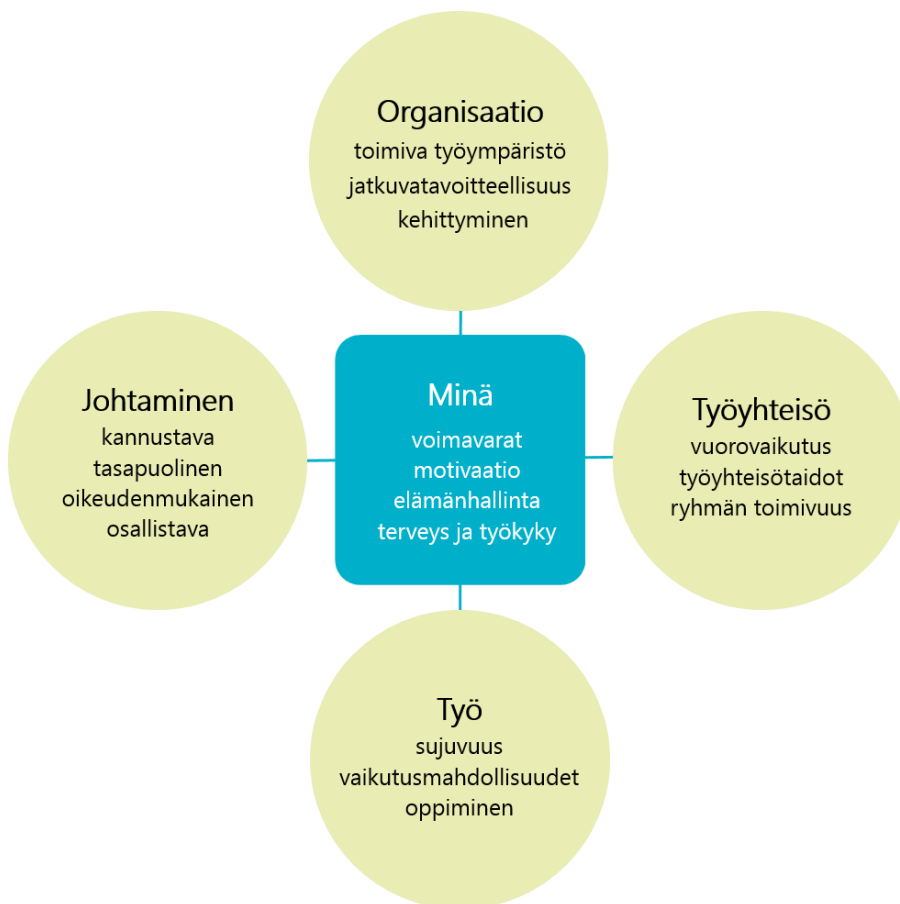 Organisaatio
toimiva työympäristö
jatkuvatavoitteellisuus
kehittyminen
Johtaminen
kannustava
tasapuolinen
oikeudenmukainen
osallistava
Minä
voimavarat
motivaatio
elämänhallinta
terveys ja työkyky
Työyhteisö
vuorovaikutus
työyhteisötaidot
ryhmän toimivuus
Työ
sujuvuus
vaikutusmahdollisuudet
oppiminen